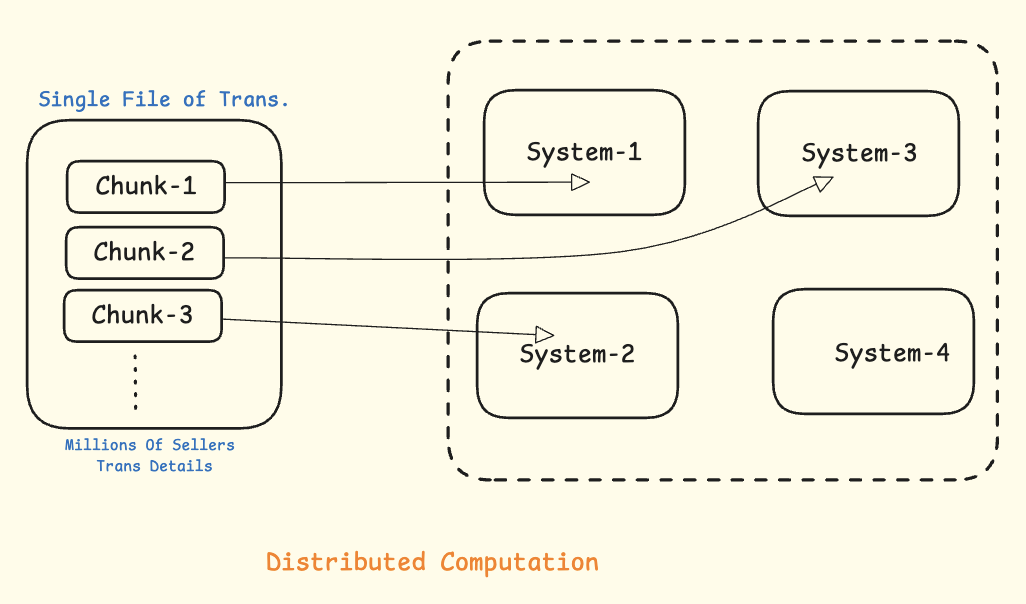 Single File of Trans.
Chunk-1
Chunk-2
Chunk-3
Millions Of Sellers
Trans Details
System-1
System-3
System-2
System-4
Distributed Computation